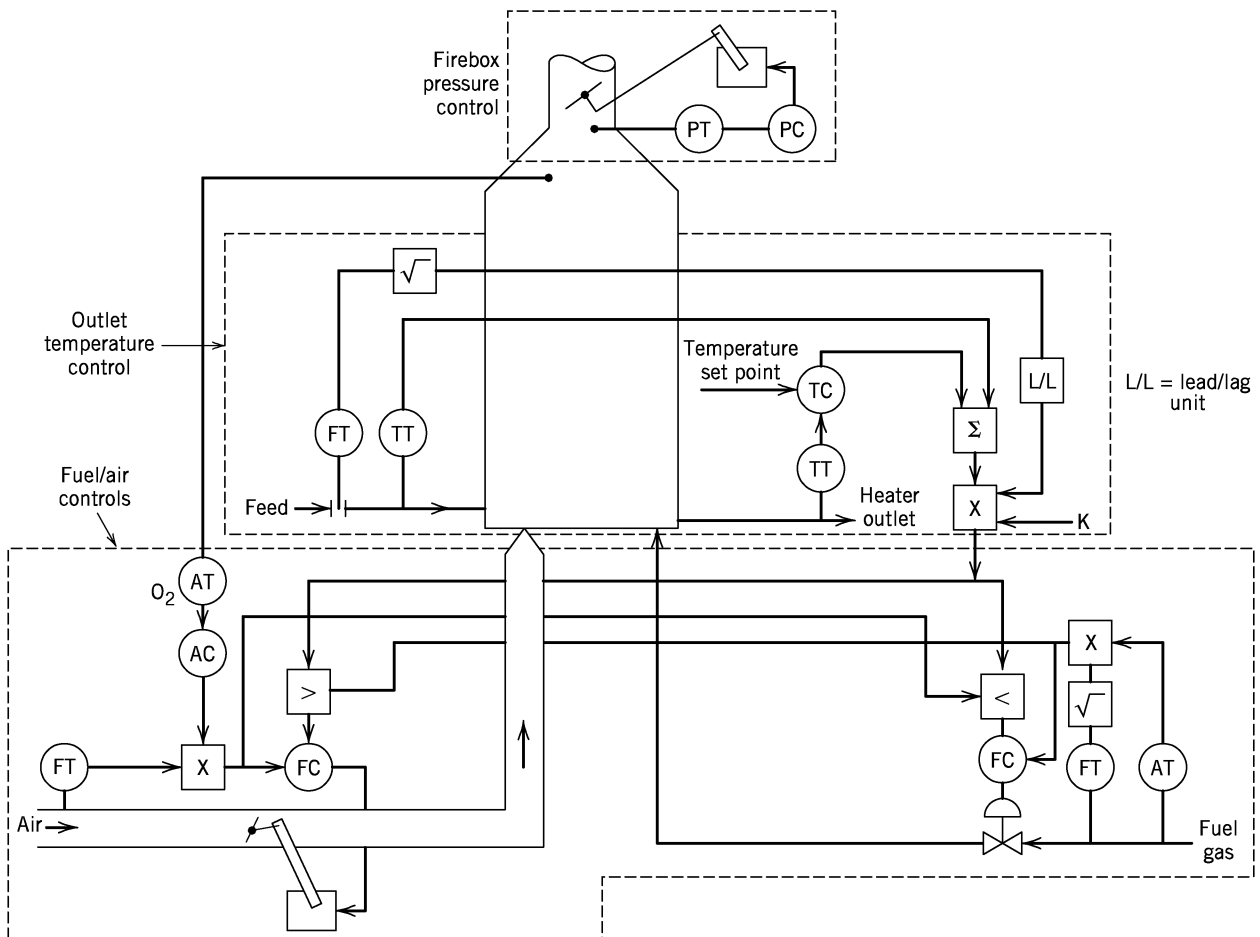 Firebox
pressure
control
PT
PC
√
Outlet
temperature
control
Temperature
set point
TC
L/L
L/L = lead/lag
unit
FT
TT
Σ
TT
Fuel/air
controls
Feed
Heater
outlet
X
K
O2
AT
AC
X
>
<
√
FT
X
FC
FC
FT
AT
Air
Fuel
gas